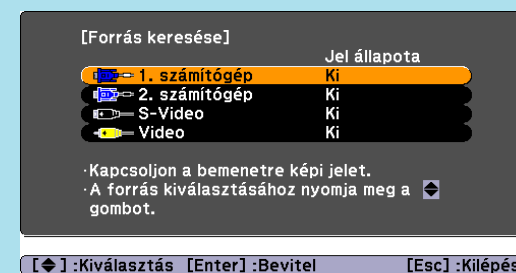 [Forrás keresése]
Jel állapota
1. számítógép Ki
2. számítógép Ki
S-Video Ki
Video Ki
·Kapcsoljon a bemenetre képi jelet.
·A forrás kiválasztásához nyomja meg a
gombot.
[◆] :Kiválasztás [Enter] :Bevitel [Esc] :Kilépés